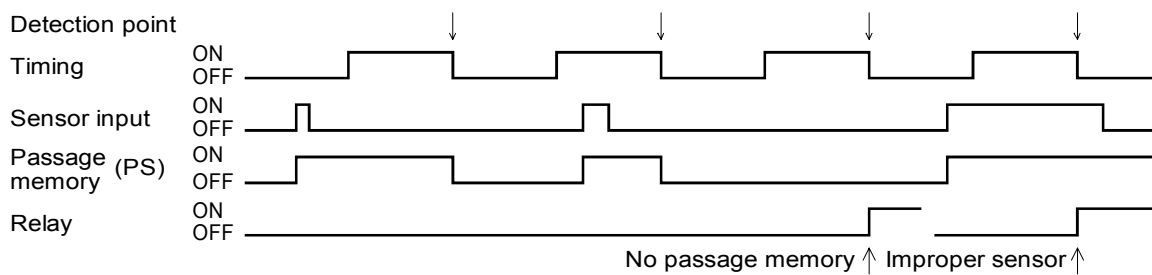 Detection point
Timing
ON
OFF
Sensor input
ON
OFF
Passage
memory (PS)
ON
OFF
Relay
ON
OFF
No passage memory
Improper sensor